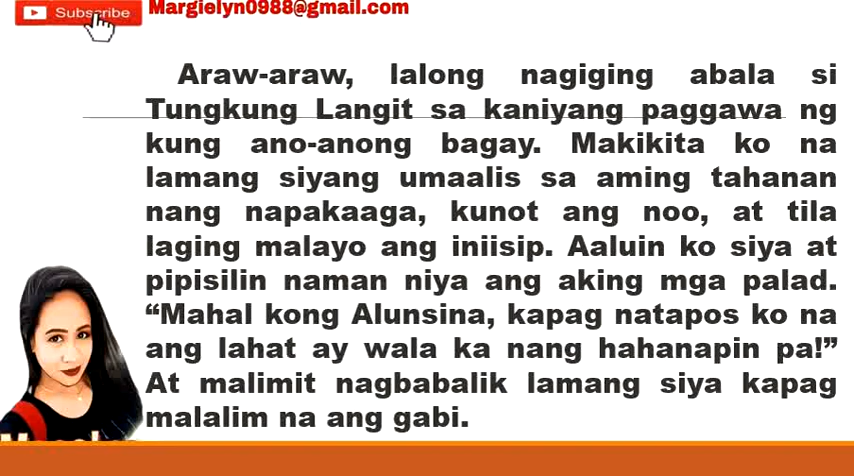 Subscribe Margielyn0988@gmail.com
Araw-araw, lalong nagiging abala si
Tungkung Langit sa kaniyang paggawa ng
kung ano-anong bagay. Makikita ko na
lamang siyang umaalis sa aming tahanan
nang napakaaga, kunot ang noo, at tila
laging malayo ang iniisip. Aaluin ko siya at
pipisilin naman niya ang aking mga palad.
“Mahal kong Alunsina, kapag natapos ko na
ang lahat ay wala ka nang hahanapin pa!”
At malimit nagbabalik lamang siya kapag
malalim na ang gabi.